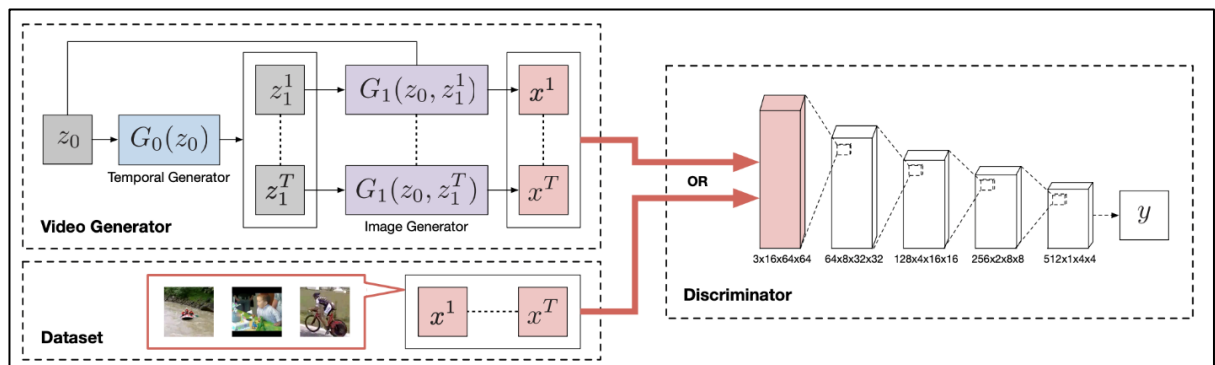 z_0
G_0(z_0)
Temporal Generator
z_1^1
z_1^T
G_1(z_0, z_1^1)
G_1(z_0, z_1^T)
Image Generator
x^1
x^T
Video Generator
OR
Dataset
x^1
x^T
3x16x64x64
64x8x32x32
128x4x16x16
256x2x8x8
512x1x4x4
y
Discriminator